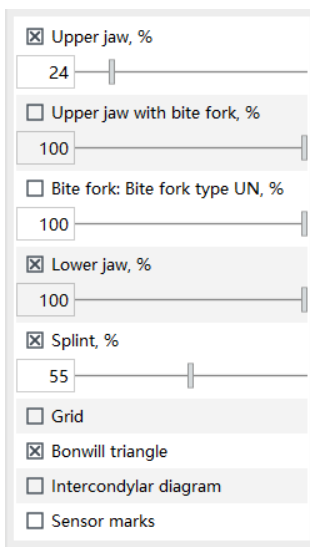 Upper jaw, %
24
Upper jaw with bite fork, %
100
Bite fork: Bite fork type UN, %
100
Lower jaw, %
100
Splint, %
55
Grid
Bonwill triangle
Intercondylar diagram
Sensor marks